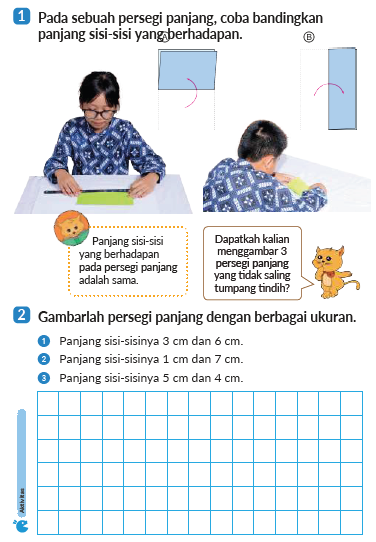 1 Pada sebuah persegi panjang, coba bandingkan
panjang sisi-sisi yang berhadapan.
A
B
Panjang sisi-sisi
yang berhadapan
pada persegi panjang
adalah sama.
Dapatkah kalian
menggambar 3
persegi panjang
yang tidak saling
tumpang tindih?
2 Gambarlah persegi panjang dengan berbagai ukuran.
1 Panjang sisi-sisinya 3 cm dan 6 cm.
2 Panjang sisi-sisinya 1 cm dan 7 cm.
3 Panjang sisi-sisinya 5 cm dan 4 cm.
Aktivitas